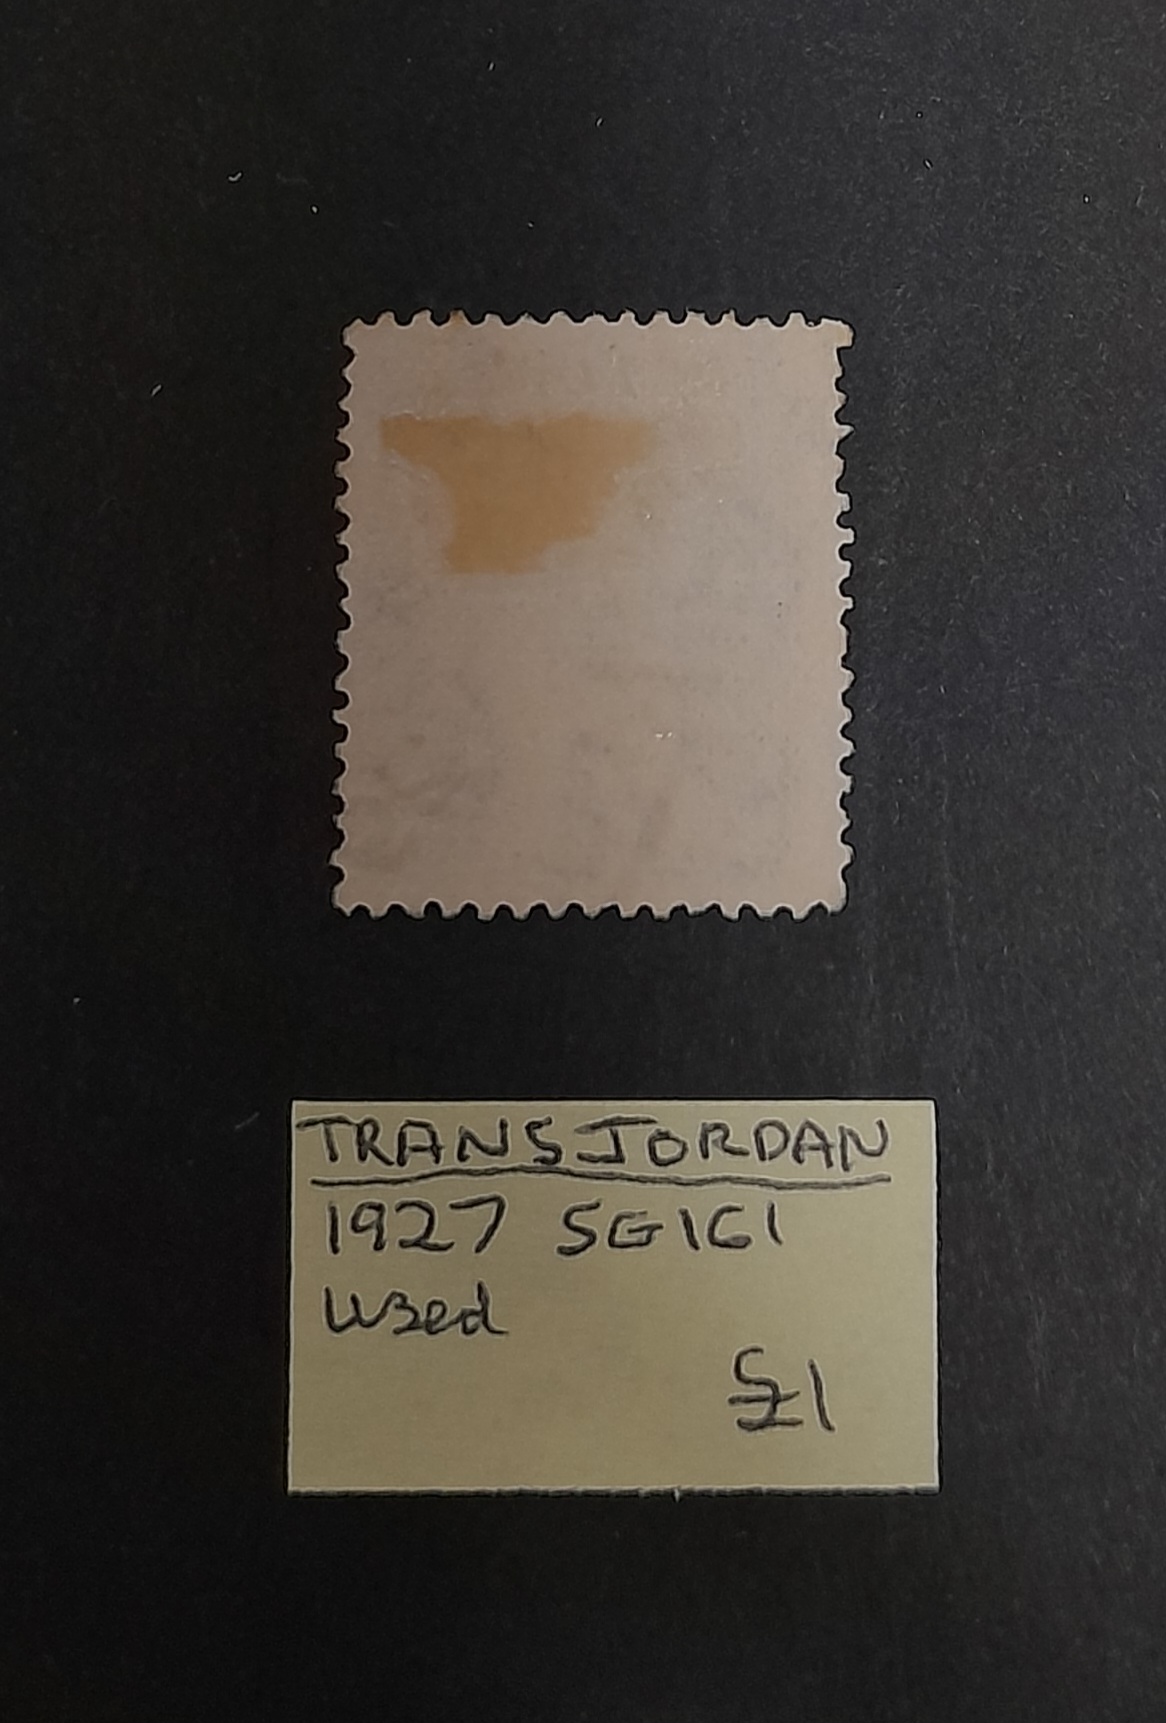 TRANSJORDAN
1927 SG161
Used
£1